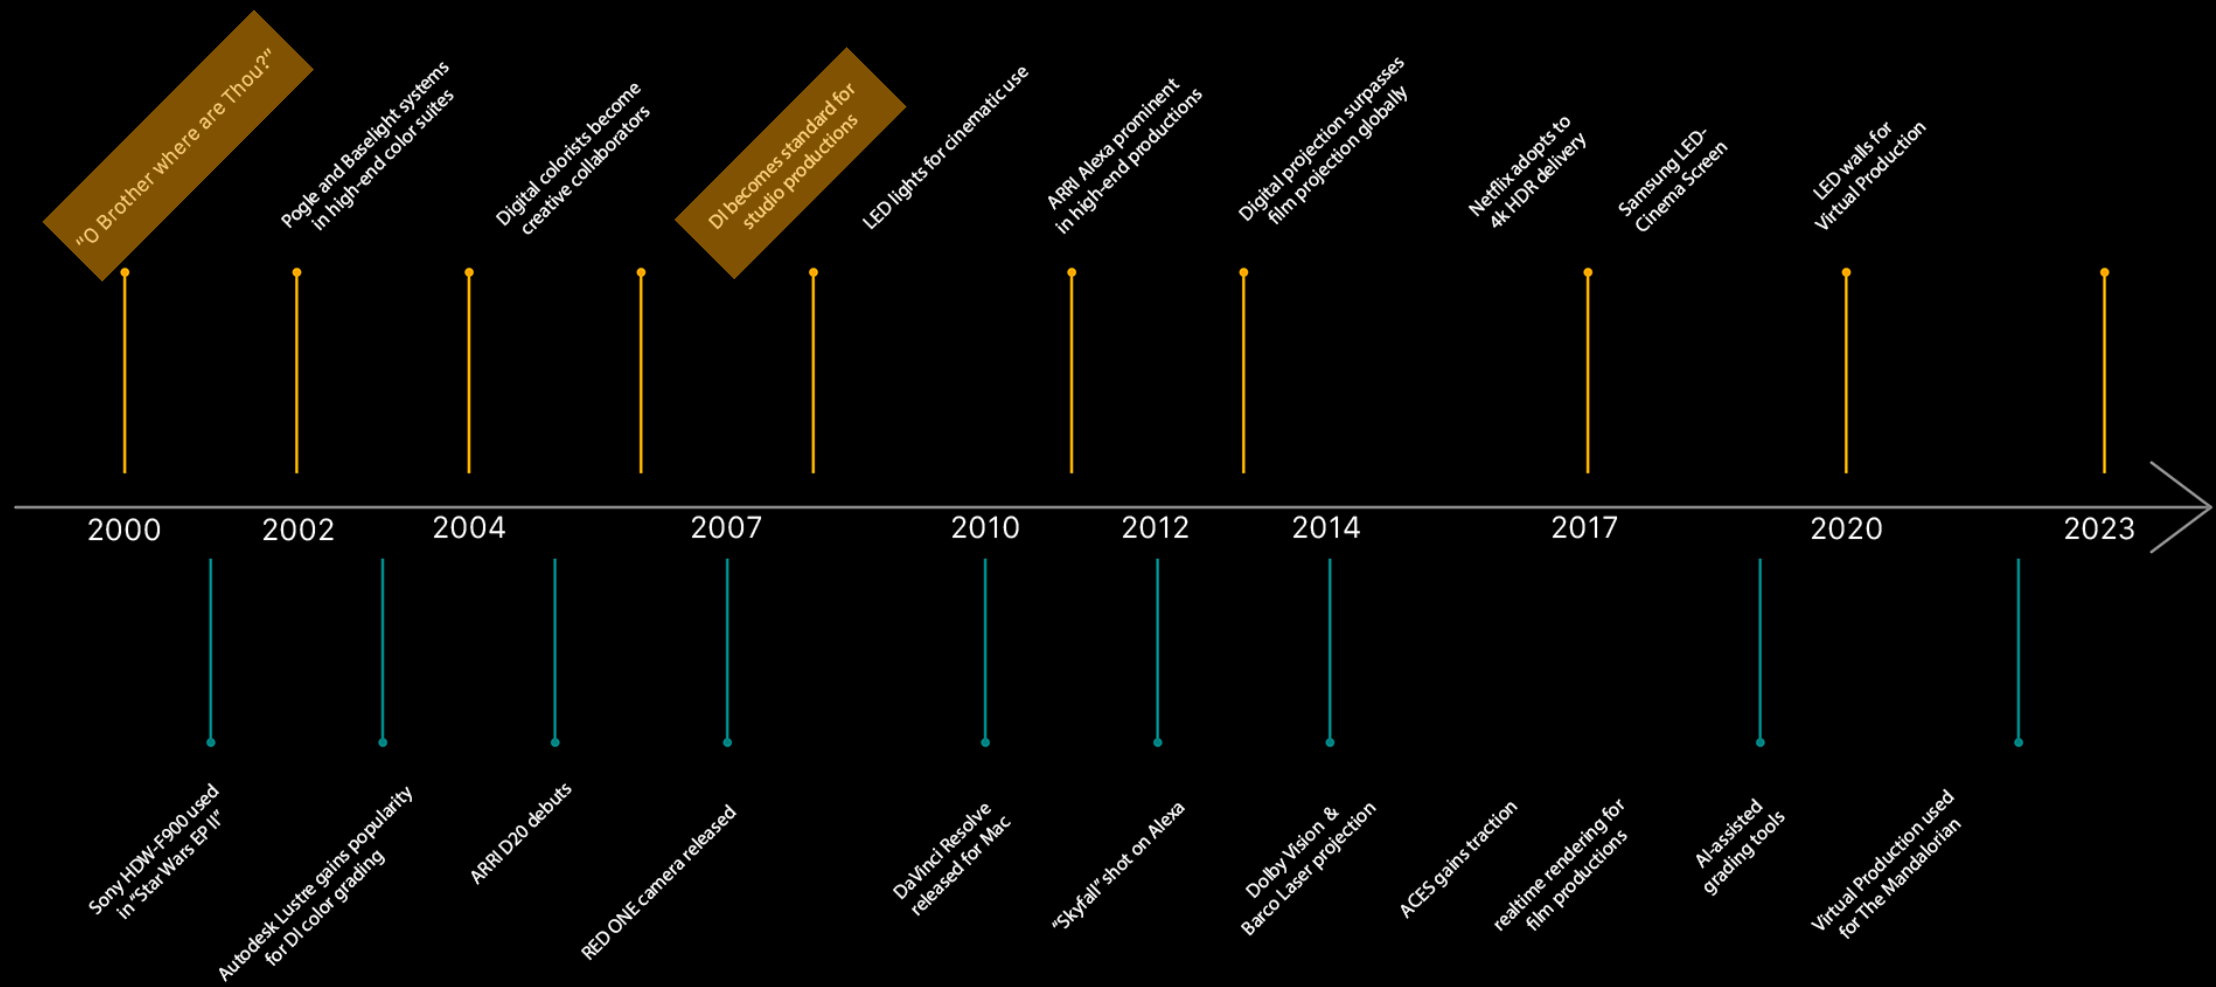 “O Brother where are Thou?”
Pogle and Baselight systems
in high-end color suites
Digital colorists become
creative collaborators
DI becomes standard for
studio productions
LED lights for cinematic use
ARRI Alexa prominent
in high-end productions
Digital projection surpasses
film projection globally
Netflix adopts to
4k HDR delivery
Samsung LED-
Cinema Screen
LED walls for
Virtual Production
2000
2002
2004
2007
2010
2012
2014
2017
2020
2023
Sony HDW-F900 used
in “Star Wars EP II”
Autodesk Lustre gains popularity
for DI color grading
ARRI D20 debuts
RED ONE camera released
DaVinci Resolve
released for Mac
“Skyfall” shot on Alexa
Dolby Vision &
Barco Laser projection
ACES gains traction
realtime rendering for
film productions
AI-assisted
grading tools
Virtual Production used
for The Mandalorian